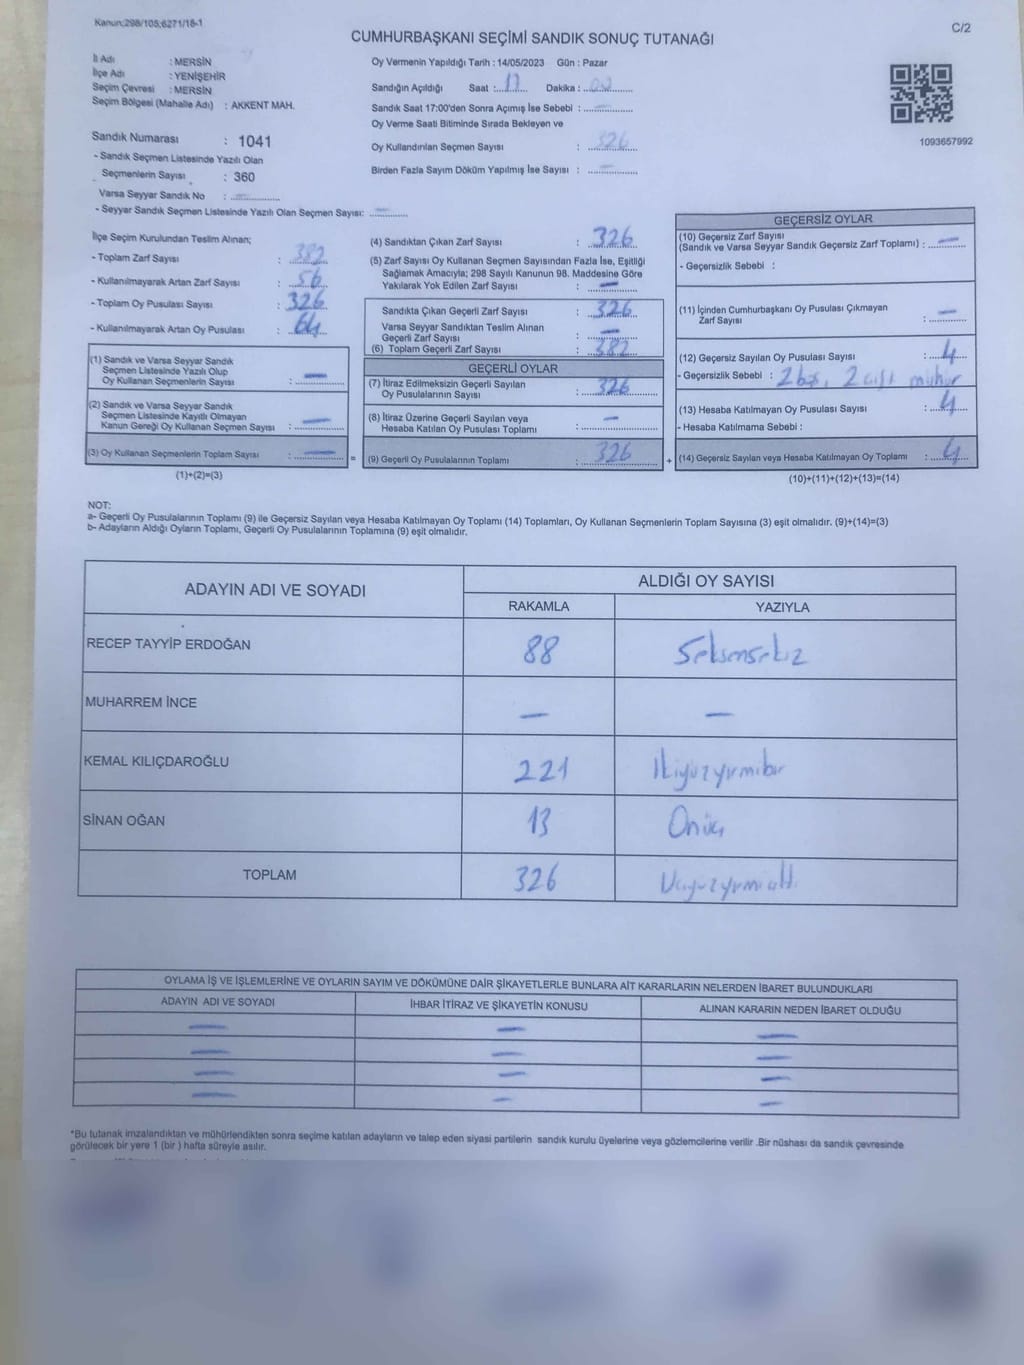 Kanun:298/105;6271/18-1
C/2
CUMHURBAŞKANI SEÇİMİ SANDIK SONUÇ TUTANAĞI
İl Adı : MERSİN
İlçe Adı : YENİŞEHİR
Seçim Çevresi : MERSİN
Seçim Bölgesi (Mahalle Adı) : AKKENT MAH.
Sandık Numarası : 1041
- Sandık Seçmen Listesinde Yazılı Olan
Seçmenlerin Sayısı : 360
Varsa Seyyar Sandık No : —
- Seyyar Sandık Seçmen Listesinde Yazılı Olan Seçmen Sayısı: —
Oy Vermenin Yapıldığı Tarih : 14/05/2023 Gün : Pazar
Sandığın Açıldığı Saat : 17 Dakika : 00
Sandık Saat 17:00'den Sonra Açımış İse Sebebi : —
Oy Verme Saati Bitiminde Sırada Bekleyen ve
Oy Kullandırılan Seçmen Sayısı : 326
Birden Fazla Sayım Döküm Yapılmış İse Sayısı : —
1093657992
İlçe Seçim Kurulundan Teslim Alınan;
- Toplam Zarf Sayısı : 382
- Kullanılmayarak Artan Zarf Sayısı : 56
- Toplam Oy Pusulası Sayısı : 326
- Kullanılmayarak Artan Oy Pusulası : 64
(1) Sandık ve Varsa Seyyar Sandık
Seçmen Listesinde Yazılı Olup
Oy Kullanan Seçmenlerin Sayısı : —
(2) Sandık ve Varsa Seyyar Sandık
Seçmen Listesinde Kayıtlı Olmayan
Kanun Gereği Oy Kullanan Seçmen Sayısı : —
(3) Oy Kullanan Seçmenlerin Toplam Sayısı : —
(1)+(2)=(3)
(4) Sandıktan Çıkan Zarf Sayısı : 326
(5) Zarf Sayısı Oy Kullanan Seçmen Sayısından Fazla İse, Eşitliği
Sağlamak Amacıyla; 298 Sayılı Kanunun 98. Maddesine Göre
Yakılarak Yok Edilen Zarf Sayısı : —
Sandıkta Çıkan Geçerli Zarf Sayısı : 326
Varsa Seyyar Sandıktan Teslim Alınan
Geçerli Zarf Sayısı : —
(6) Toplam Geçerli Zarf Sayısı : 382
GEÇERLİ OYLAR
(7) İtiraz Edilmeksizin Geçerli Sayılan
Oy Pusulalarının Sayısı : 326
(8) İtiraz Üzerine Geçerli Sayılan veya
Hesaba Katılan Oy Pusulası Toplamı : —
= (9) Geçerli Oy Pusulalarının Toplamı : 326 +
GEÇERSİZ OYLAR
(10) Geçersiz Zarf Sayısı
(Sandık ve Varsa Seyyar Sandık Geçersiz Zarf Toplamı) : —
- Geçersizlik Sebebi :
(11) İçinden Cumhurbaşkanı Oy Pusulası Çıkmayan
Zarf Sayısı : —
(12) Geçersiz Sayılan Oy Pusulası Sayısı : 4
- Geçersizlik Sebebi : 2 boş, 2 çift mühür
(13) Hesaba Katılmayan Oy Pusulası Sayısı : 4
- Hesaba Katılmama Sebebi :
(14) Geçersiz Sayılan veya Hesaba Katılmayan Oy Toplamı : 4
(10)+(11)+(12)+(13)=(14)
NOT:
a- Geçerli Oy Pusulalarının Toplamı (9) ile Geçersiz Sayılan veya Hesaba Katılmayan Oy Toplamı (14) Toplamları, Oy Kullanan Seçmenlerin Toplam Sayısına (3) eşit olmalıdır. (9)+(14)=(3)
b- Adayların Aldığı Oyların Toplamı, Geçerli Oy Pusulalarının Toplamına (9) eşit olmalıdır.
ADAYIN ADI VE SOYADI ALDIĞI OY SAYISI
RAKAMLA YAZIYLA
RECEP TAYYİP ERDOĞAN 88 Seksensekiz
MUHARREM İNCE — —
KEMAL KILIÇDAROĞLU 221 İkiyüzyirmibir
SİNAN OĞAN 13 Onüç
TOPLAM 326 Üçyüzyirmialtı
OYLAMA İŞ VE İŞLEMLERİNE VE OYLARIN SAYIM VE DÖKÜMÜNE DAİR ŞİKAYETLERLE BUNLARA AİT KARARLARIN NELERDEN İBARET BULUNDUKLARI
ADAYIN ADI VE SOYADI İHBAR İTİRAZ VE ŞİKAYETİN KONUSU ALINAN KARARIN NEDEN İBARET OLDUĞU
— — —
— — —
— — —
— — —
*Bu tutanak imzalandıktan ve mühürlendikten sonra seçime katılan adayların ve talep eden siyasi partilerin sandık kurulu üyelerine veya gözlemcilerine verilir .Bir nüshası da sandık çevresinde
görülecek bir yere 1 (bir ) hafta süreyle asılır.